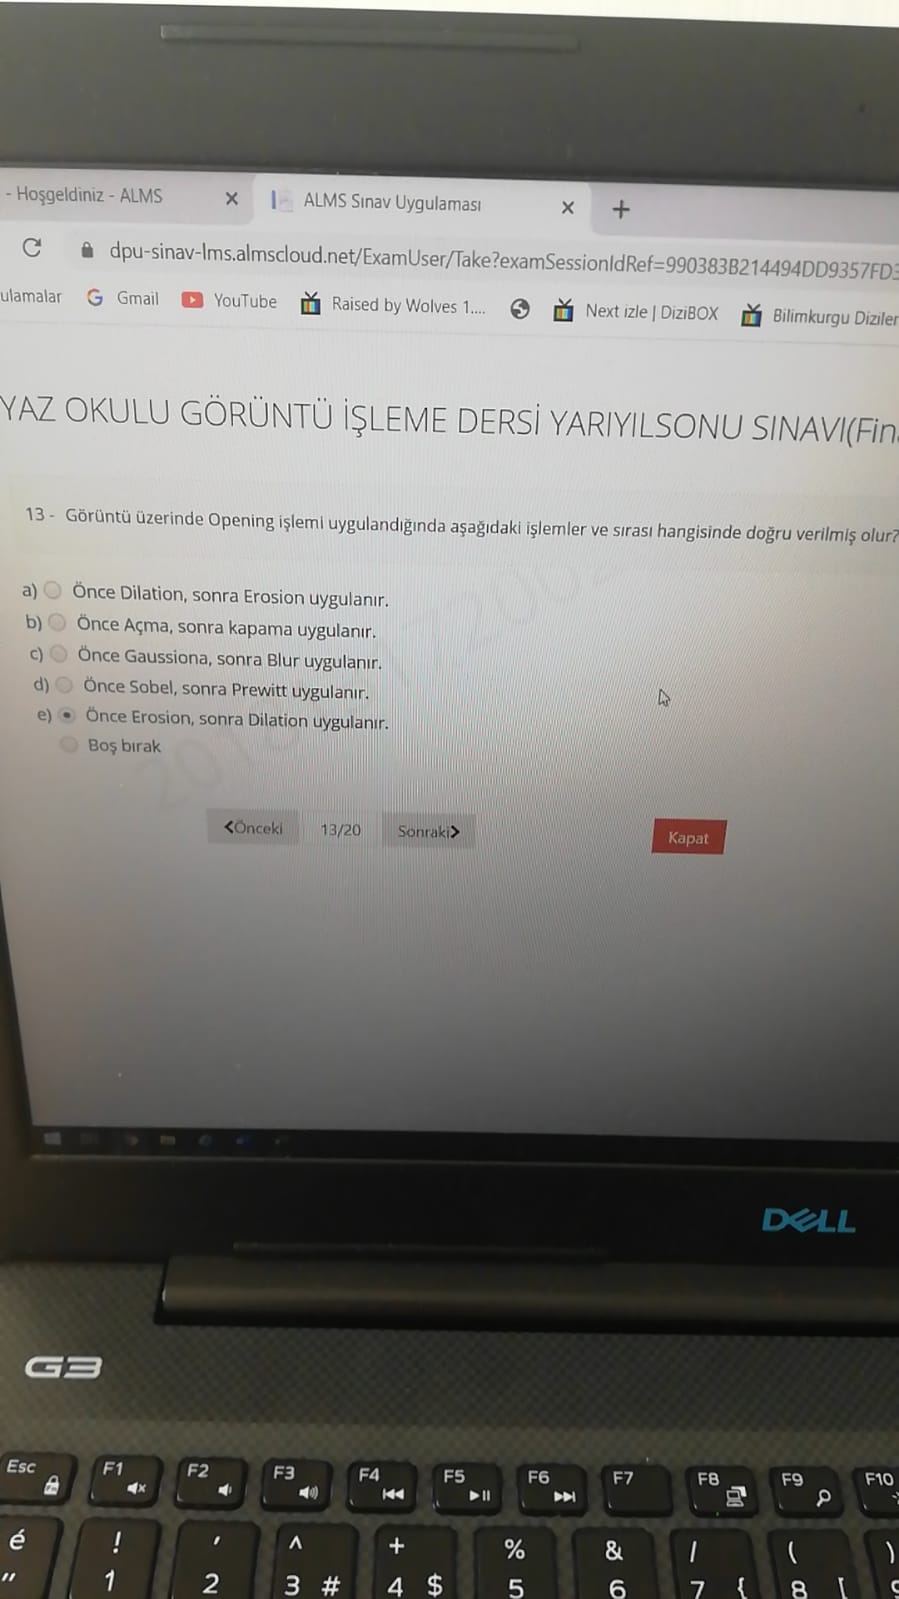 - Hoşgeldiniz - ALMS
ALMS Sınav Uygulaması
dpu-sinav-lms.almscloud.net/ExamUser/Take?examSessionIdRef=990383B214494DD9357FD3
ulamalar Gmail YouTube Raised by Wolves 1.... Next izle | DiziBOX Bilimkurgu Diziler
YAZ OKULU GÖRÜNTÜ İŞLEME DERSİ YARIYILSONU SINAVI(Fin
13 - Görüntü üzerinde Opening işlemi uygulandığında aşağıdaki işlemler ve sırası hangisinde doğru verilmiş olur?
a) Önce Dilation, sonra Erosion uygulanır.
b) Önce Açma, sonra kapama uygulanır.
c) Önce Gaussiona, sonra Blur uygulanır.
d) Önce Sobel, sonra Prewitt uygulanır.
e) Önce Erosion, sonra Dilation uygulanır.
Boş bırak
Önceki 13/20 Sonraki Kapat
DELL
G3
Esc F1 F2 F3 F4 F5 F6 F7 F8 F9 F10
é ! ' ^ + % & / ( )
" 1 2 3 # 4 $ 5 6 7 { 8 [